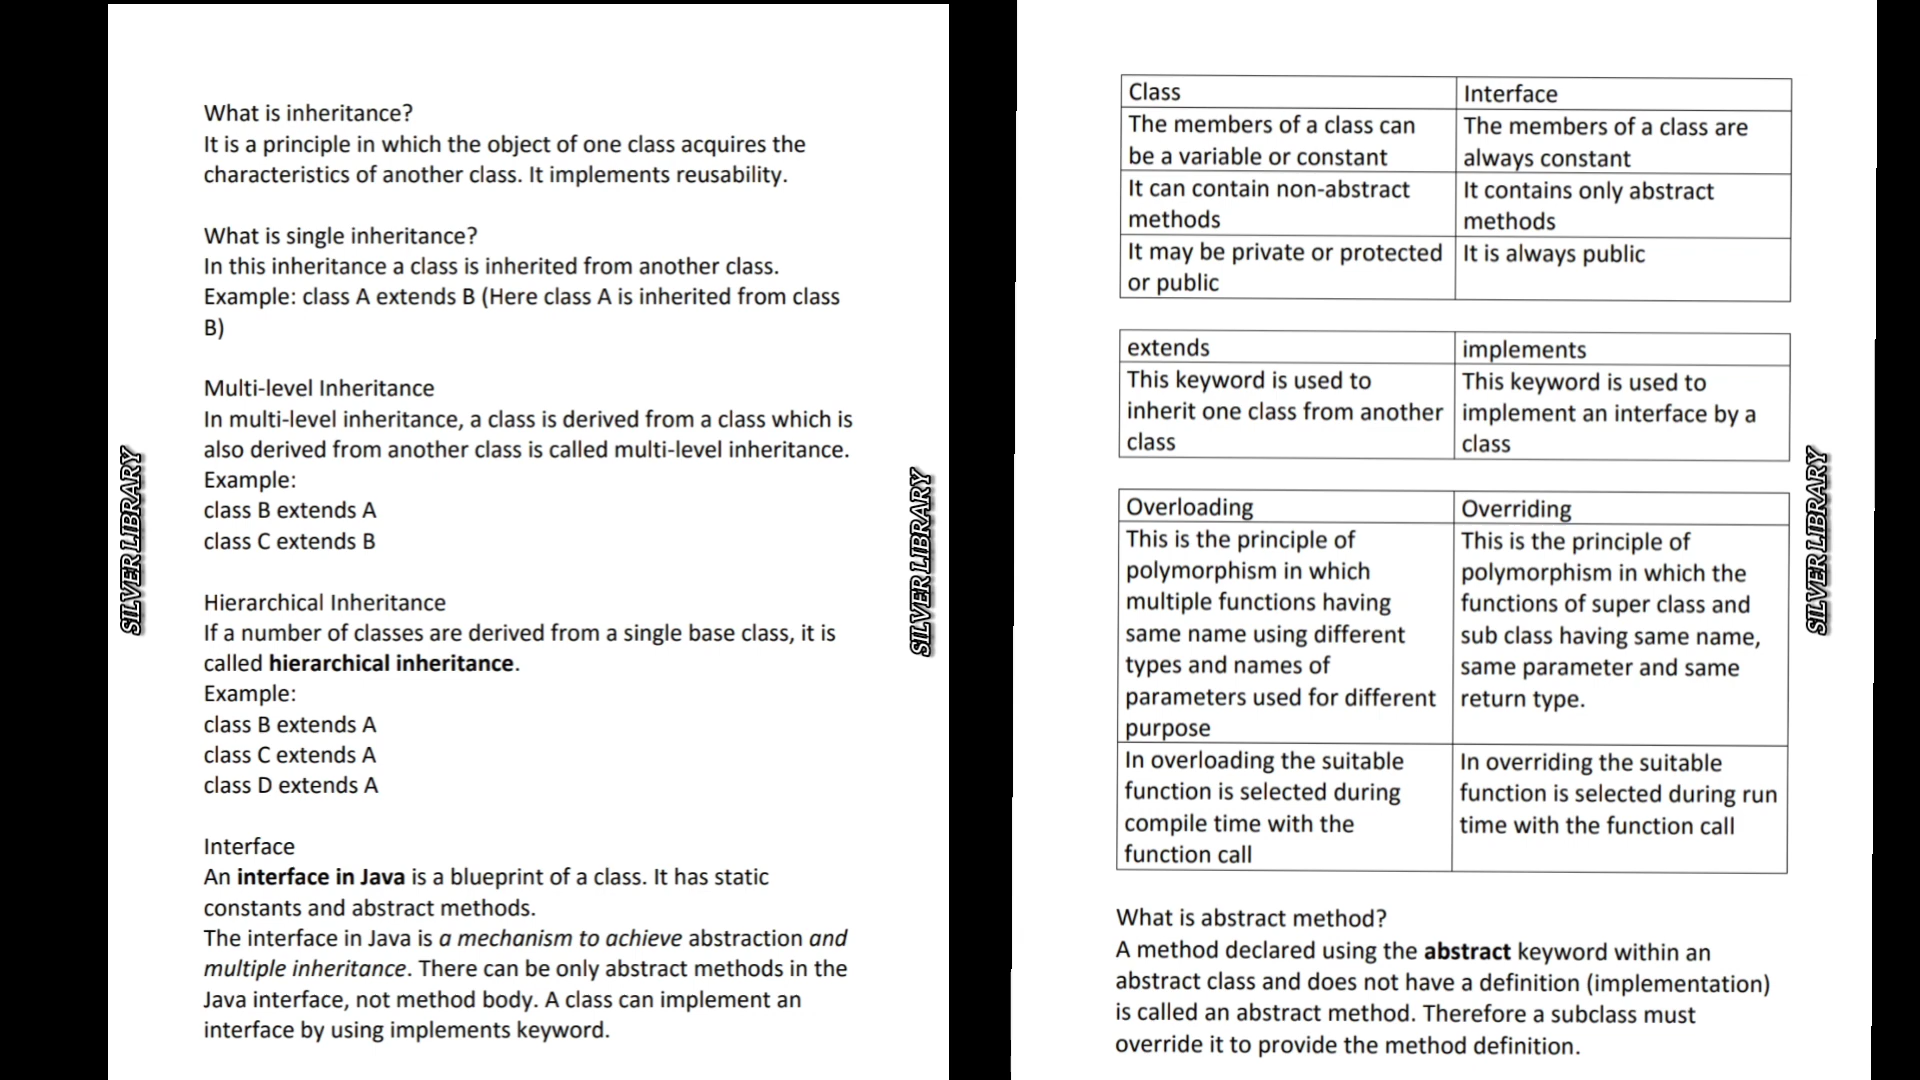 What is inheritance?
It is a principle in which the object of one class acquires the
characteristics of another class. It implements reusability.
What is single inheritance?
In this inheritance a class is inherited from another class.
Example: class A extends B (Here class A is inherited from class
B)
Multi-level Inheritance
In multi-level inheritance, a class is derived from a class which is
also derived from another class is called multi-level inheritance.
Example:
class B extends A
class C extends B
Hierarchical Inheritance
If a number of classes are derived from a single base class, it is
called hierarchical inheritance.
Example:
class B extends A
class C extends A
class D extends A
Interface
An interface in Java is a blueprint of a class. It has static
constants and abstract methods.
The interface in Java is a mechanism to achieve abstraction and
multiple inheritance. There can be only abstract methods in the
Java interface, not method body. A class can implement an
interface by using implements keyword.
SILVER LIBRARY
SILVER LIBRARY
Class
Interface
The members of a class can
be a variable or constant
The members of a class are
always constant
It can contain non-abstract
methods
It contains only abstract
methods
It may be private or protected
or public
It is always public
extends
implements
This keyword is used to
inherit one class from another
class
This keyword is used to
implement an interface by a
class
Overloading
Overriding
This is the principle of
polymorphism in which
multiple functions having
same name using different
types and names of
parameters used for different
purpose
This is the principle of
polymorphism in which the
functions of super class and
sub class having same name,
same parameter and same
return type.
In overloading the suitable
function is selected during
compile time with the
function call
In overriding the suitable
function is selected during run
time with the function call
What is abstract method?
A method declared using the abstract keyword within an
abstract class and does not have a definition (implementation)
is called an abstract method. Therefore a subclass must
override it to provide the method definition.
SILVER LIBRARY